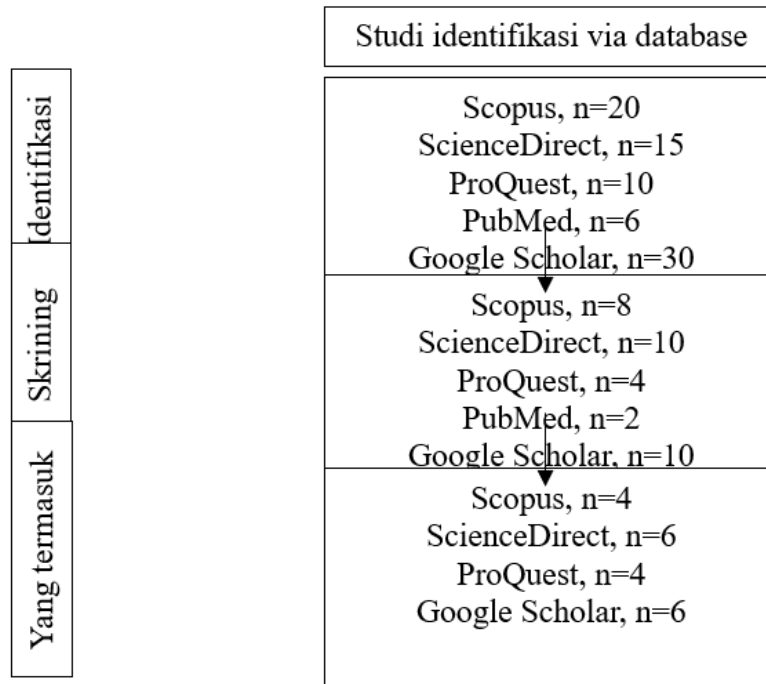 Studi identifikasi via database
Identifikasi
Scopus, n=20
ScienceDirect, n=15
ProQuest, n=10
PubMed, n=6
Google Scholar, n=30
Skrining
Scopus, n=8
ScienceDirect, n=10
ProQuest, n=4
PubMed, n=2
Google Scholar, n=10
Yang termasuk
Scopus, n=4
ScienceDirect, n=6
ProQuest, n=4
Google Scholar, n=6